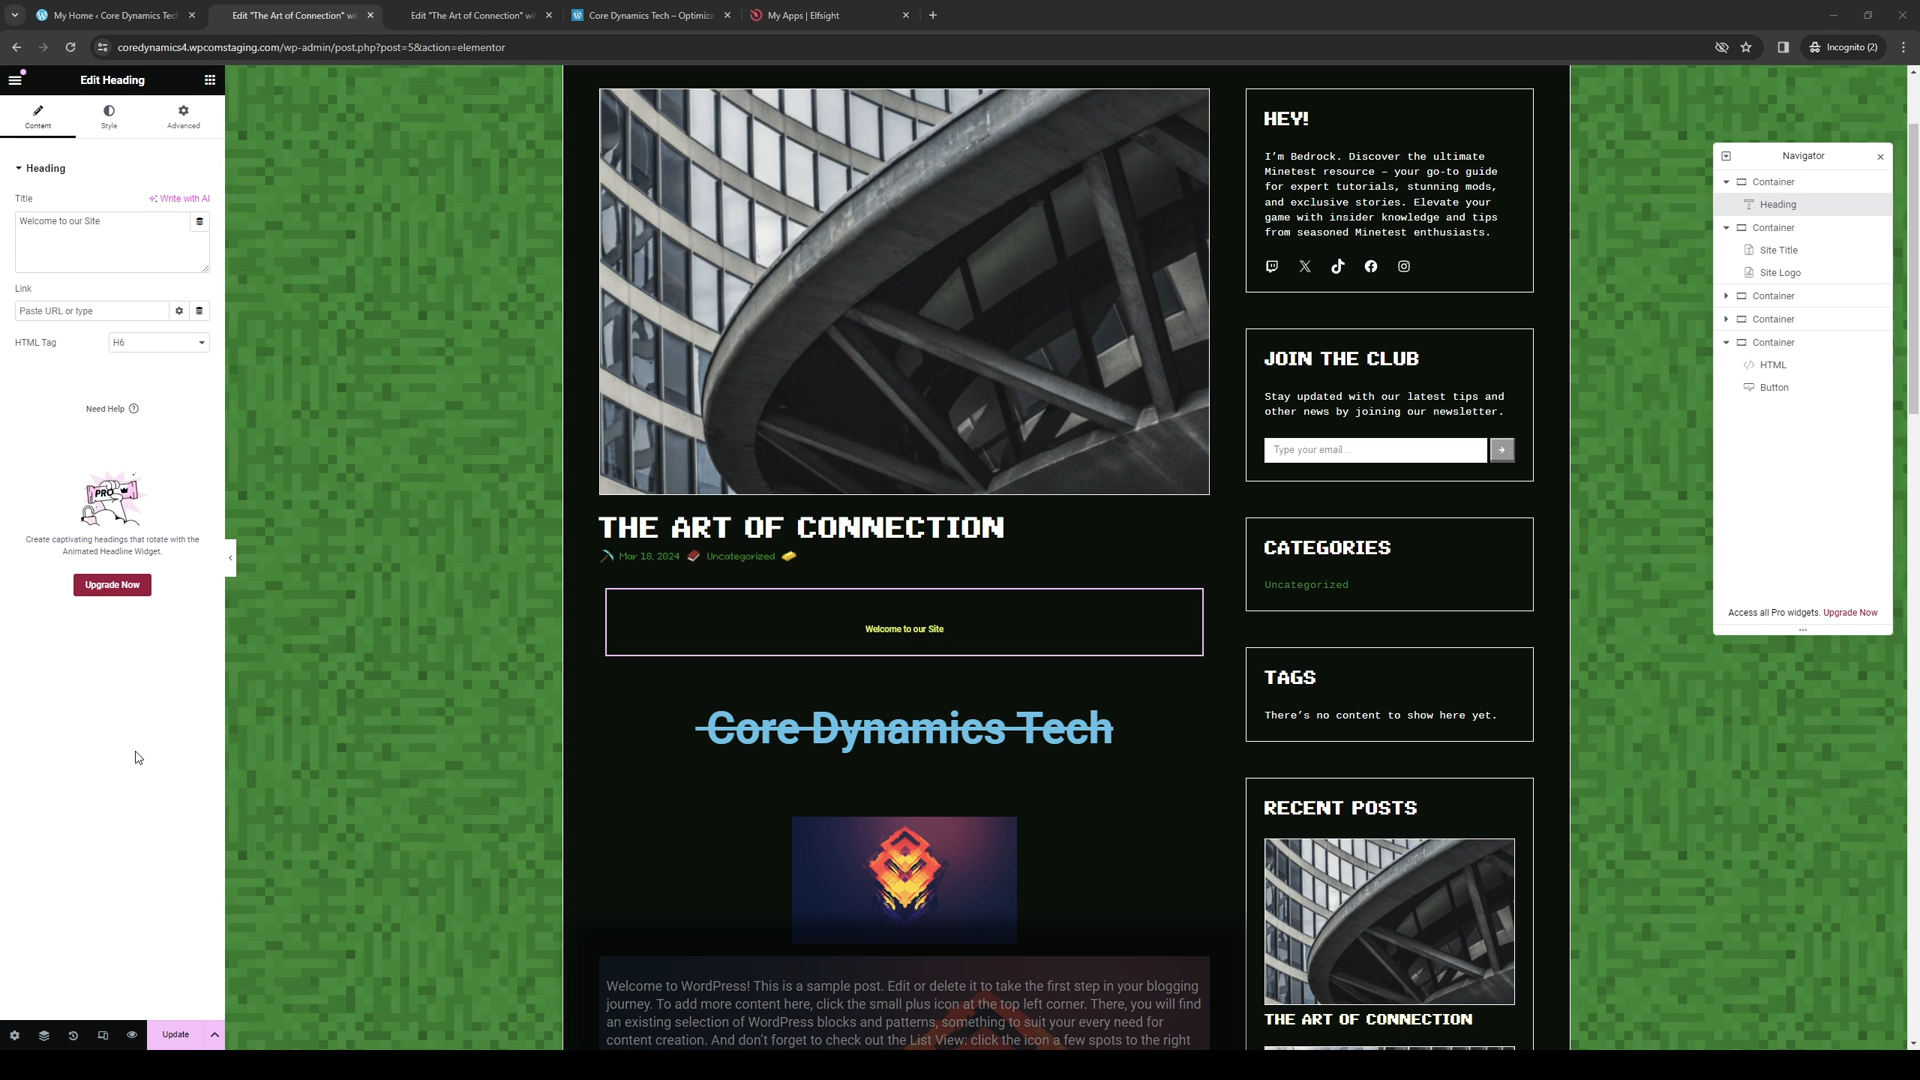 My Home ‹ Core Dynamics Tech
Edit "The Art of Connection" wi
Edit "The Art of Connection" wi
Core Dynamics Tech – Optimiza
My Apps | Elfsight
coredynamics4.wpcomstaging.com/wp-admin/post.php?post=5&action=elementor
Incognito (2)
Edit Heading
Content
Style
Advanced
Heading
Title
Write with AI
Welcome to our Site
Link
Paste URL or type
HTML Tag
H6
Need Help
PRO
Create captivating headings that rotate with the
Animated Headline Widget.
Upgrade Now
Update
THE ART OF CONNECTION
Mar 18, 2024
Uncategorized
Welcome to our Site
Core Dynamics Tech
Welcome to WordPress! This is a sample post. Edit or delete it to take the first step in your blogging
journey. To add more content here, click the small plus icon at the top left corner. There, you will find
an existing selection of WordPress blocks and patterns, something to suit your every need for
content creation. And don't forget to check out the List View: click the icon a few spots to the right
HEY!
I'm Bedrock. Discover the ultimate
Minetest resource – your go-to guide
for expert tutorials, stunning mods,
and exclusive stories. Elevate your
game with insider knowledge and tips
from seasoned Minetest enthusiasts.
JOIN THE CLUB
Stay updated with our latest tips and
other news by joining our newsletter.
Type your email…
CATEGORIES
Uncategorized
TAGS
There's no content to show here yet.
RECENT POSTS
THE ART OF CONNECTION
Navigator
Container
Heading
Container
Site Title
Site Logo
Container
Container
Container
HTML
Button
Access all Pro widgets. Upgrade Now